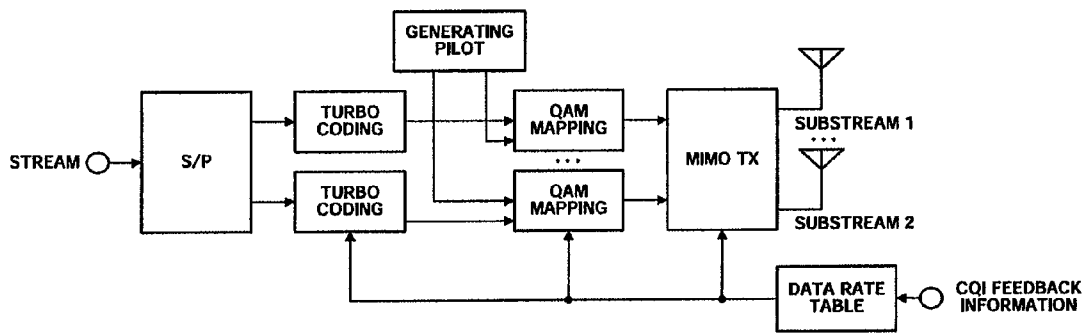 GENERATING
PILOT
TURBO
CODING
QAM
MAPPING
SUBSTREAM 1
STREAM
S/P
...
MIMO TX
...
TURBO
CODING
QAM
MAPPING
SUBSTREAM 2
DATA RATE
TABLE
CQI FEEDBACK
INFORMATION